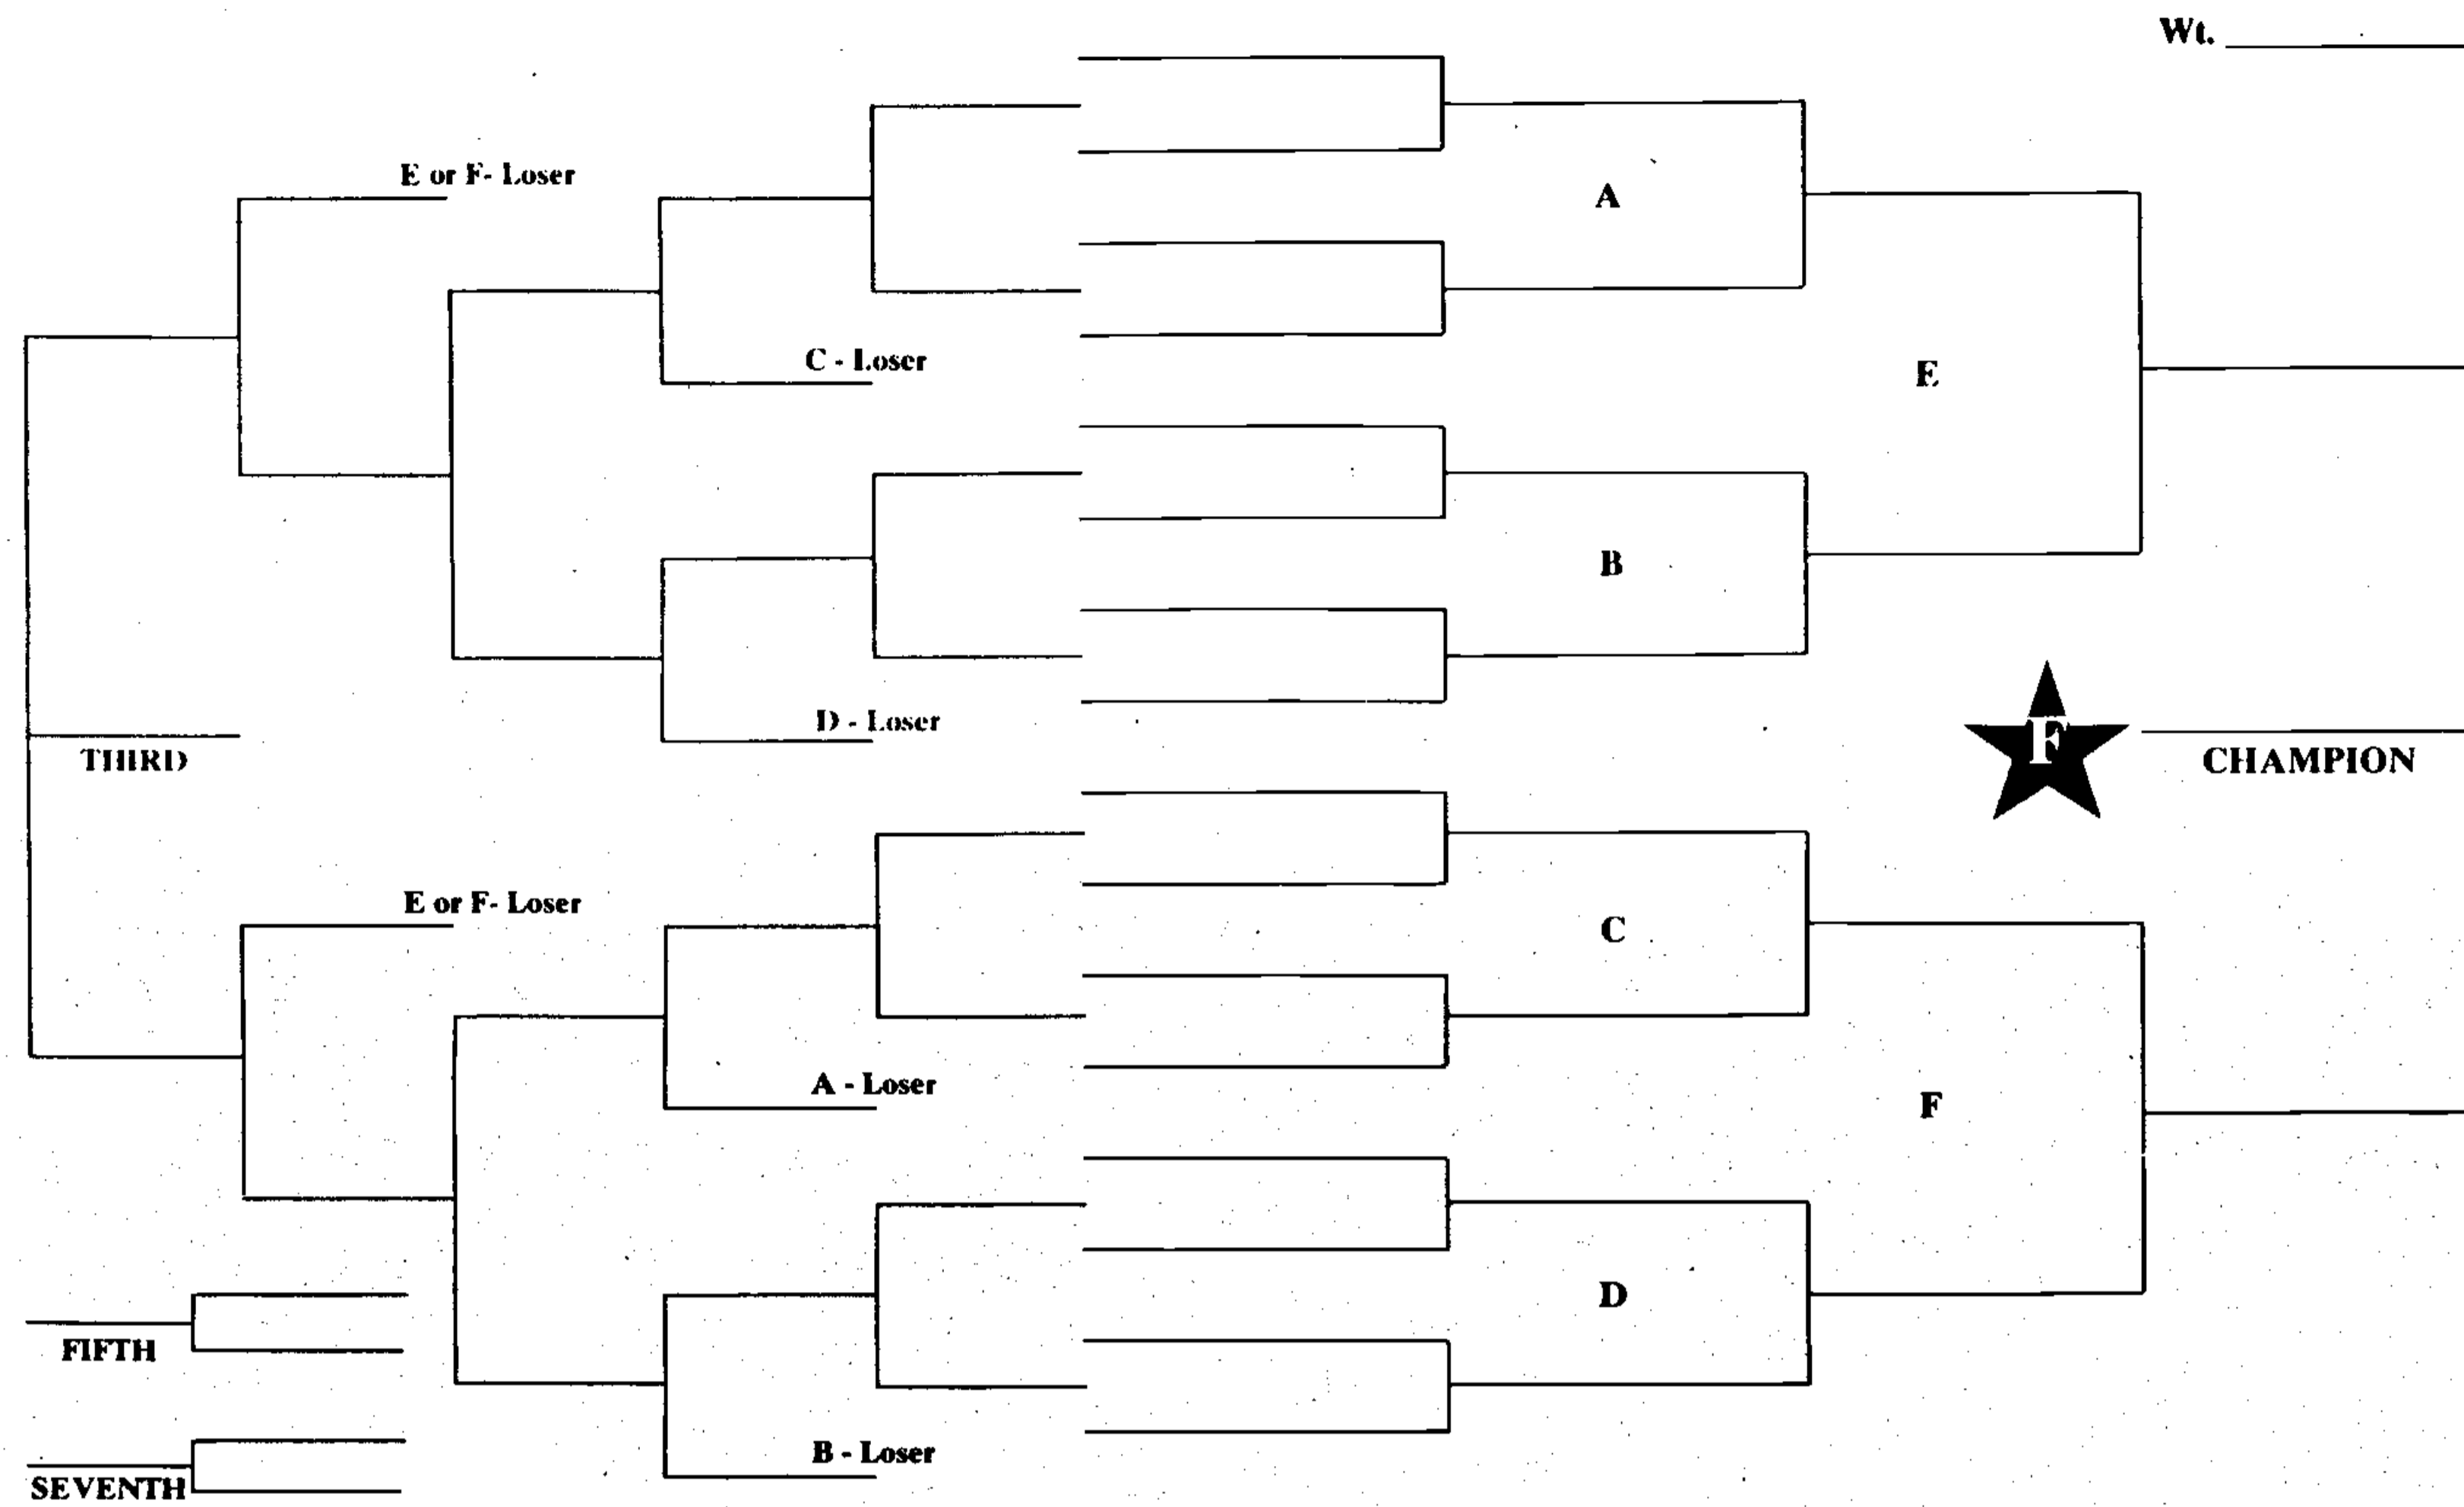 Wt.
E or F- Loser
A
C - Loser
E
B
D - Loser
F
THIRD
CHAMPION
E or F- Loser
C
A - Loser
F
D
FIFTH
B - Loser
SEVENTH